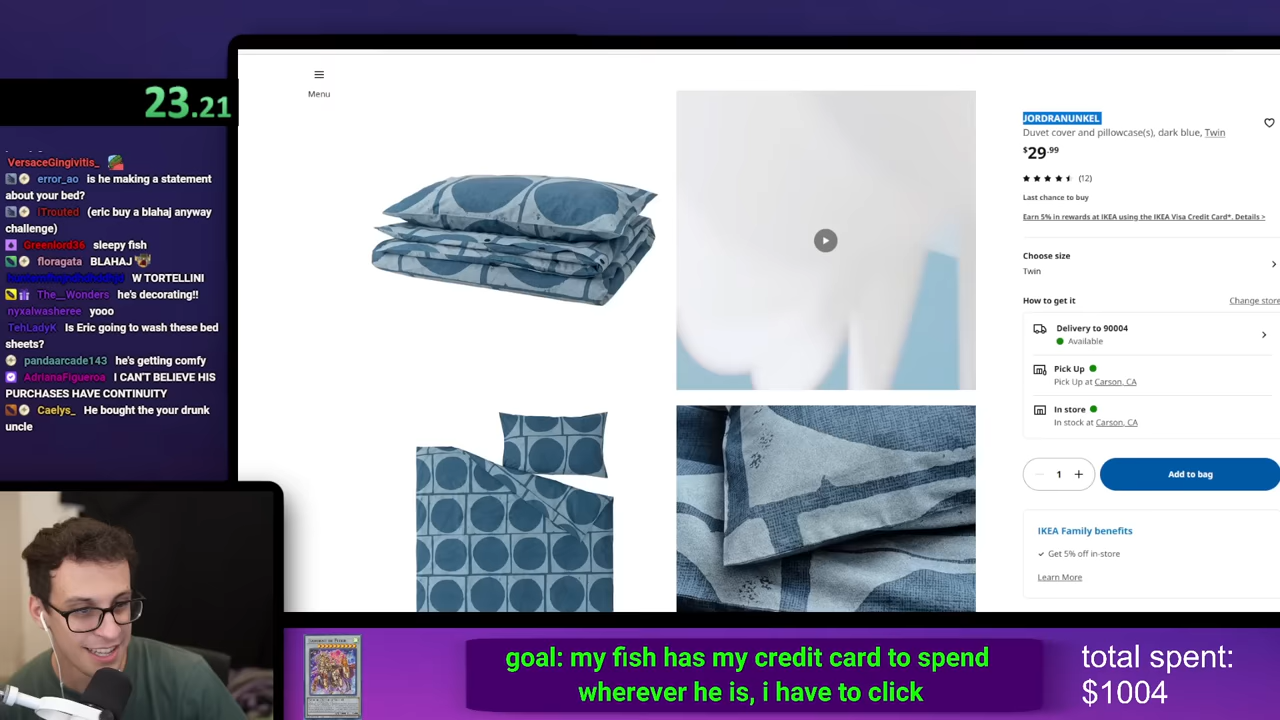 23.21
VersaceGingivitis_
error_ao is he making a statement
about your bed?
lTrouted (eric buy a blahaj anyway
challenge)
Greenlord36 sleepy fish
floragata BLAHAJ
W TORTELLINI
The__Wonders he's decorating!!
nyxalwasheree yooo
TehLadyK Is Eric going to wash these bed
sheets?
pandaarcade143 he's getting comfy
AdrianaFigueroa I CAN'T BELIEVE HIS
PURCHASES HAVE CONTINUITY
Caelys_ He bought the your drunk
uncle
Menu
JORDRANUNKEL
Duvet cover and pillowcase(s), dark blue, Twin
$29.99
(12)
Last chance to buy
Earn 5% in rewards at IKEA using the IKEA Visa Credit Card*. Details >
Choose size
Twin
How to get it
Change store
Delivery to 90004
Available
Pick Up
Pick Up at Carson, CA
In store
In stock at Carson, CA
1
Add to bag
IKEA Family benefits
Get 5% off in-store
Learn More
goal: my fish has my credit card to spend
wherever he is, i have to click
total spent:
$1004